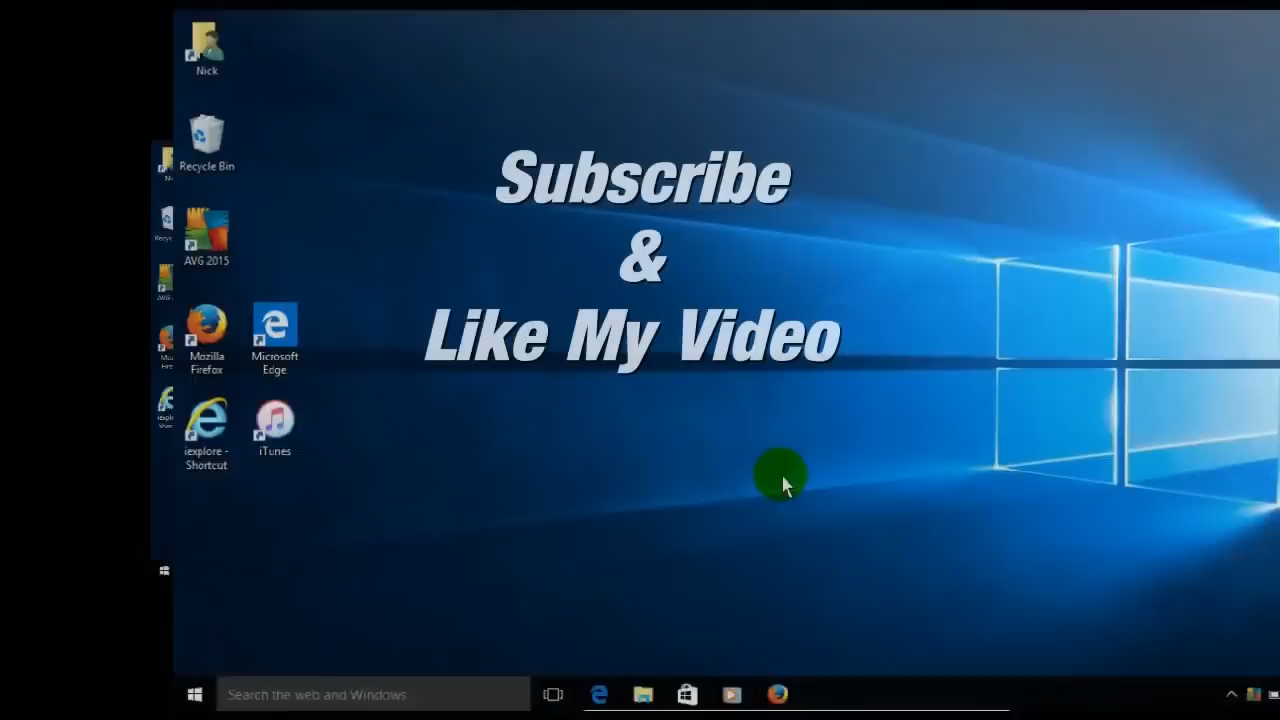 Nick
Recycle Bin
AVG 2015
Mozilla
Firefox
Microsoft
Edge
iexplore -
Shortcut
iTunes
Subscribe
&
Like My Video
Search the web and Windows